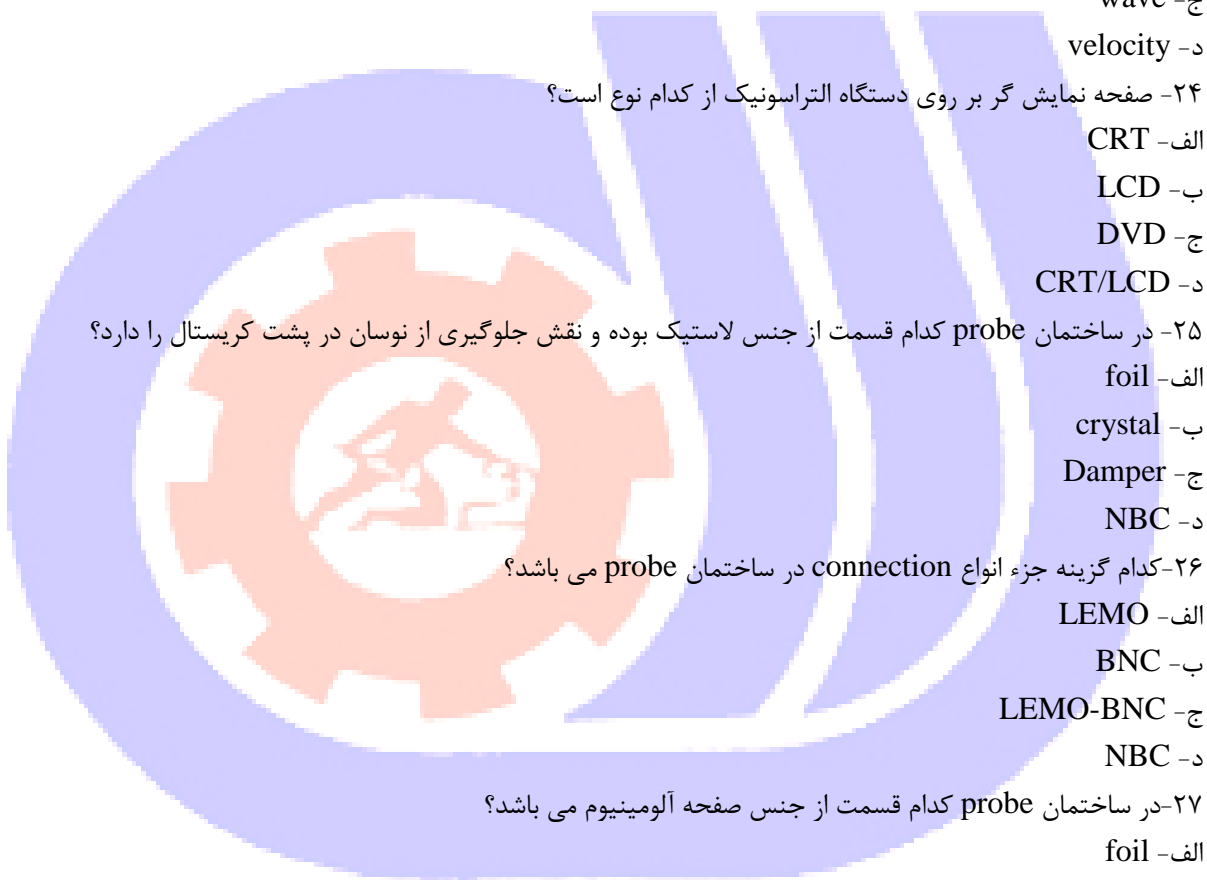 ج- wave
د- velocity
۲۴- صفحه نمایش گر بر روی دستگاه التراسونیک از کدام نوع است؟
الف- CRT
ب- LCD
ج- DVD
د- CRT/LCD
۲۵- در ساختمان probe کدام قسمت از جنس لاستیک بوده و نقش جلوگیری از نوسان در پشت کریستال را دارد؟
الف- foil
ب- crystal
ج- Damper
د- NBC
۲۶-کدام گزینه جزء انواع connection در ساختمان probe می باشد؟
الف- LEMO
ب- BNC
ج- LEMO-BNC
د- NBC
۲۷-در ساختمان probe کدام قسمت از جنس صفحه آلومینیوم می باشد؟
الف- foil